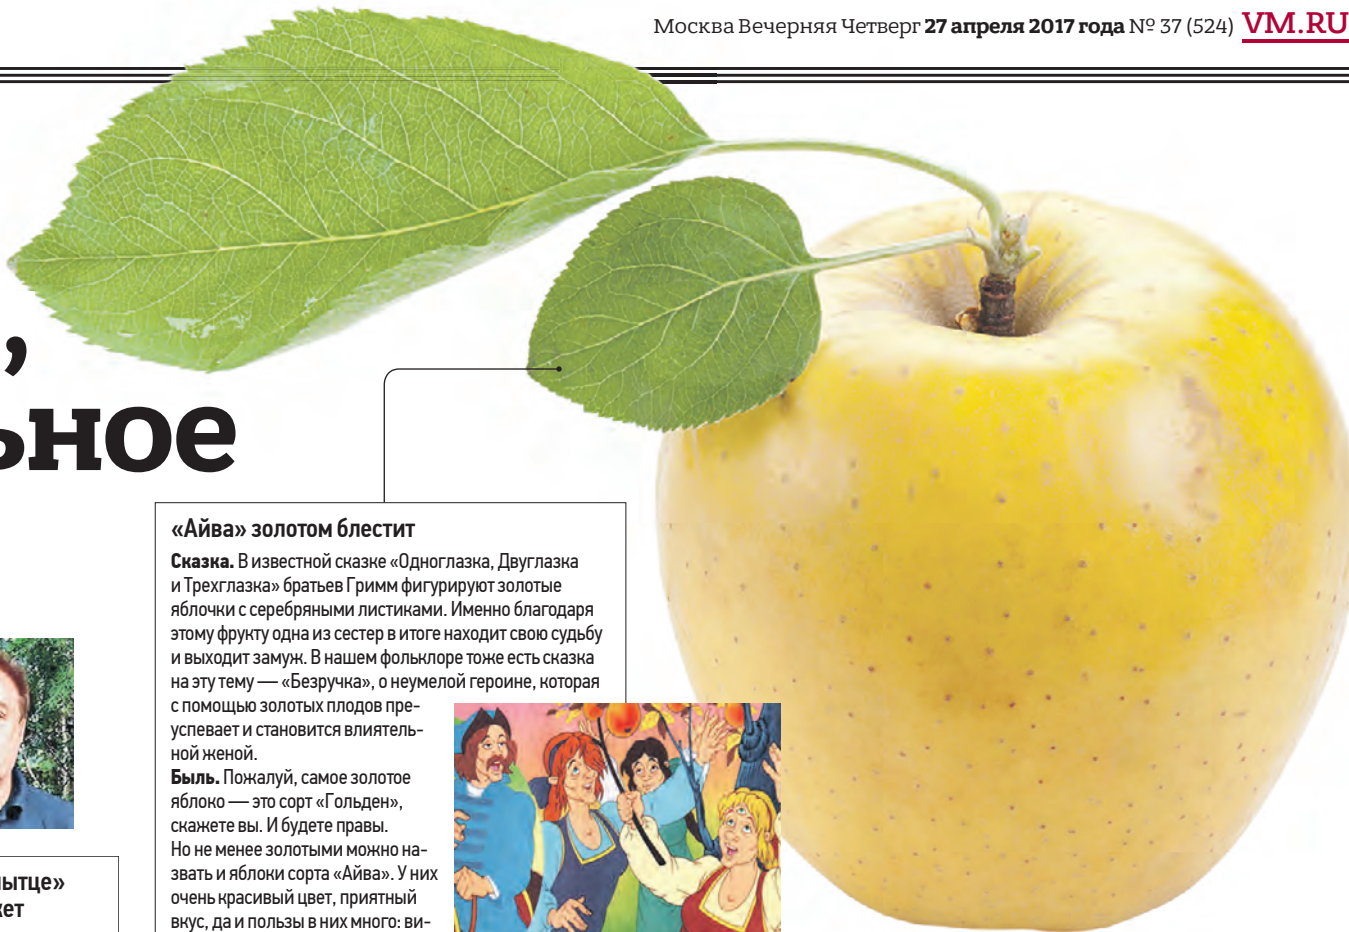 Москва Вечерняя Четверг 27 апреля 2017 года № 37 (524) VM.RU
,
ьное
«Айва» золотом блестит
Сказка. В известной сказке «Одноглазка, Двуглазка
и Трехглазка» братьев Гримм фигурируют золотые
яблочки с серебряными листиками. Именно благодаря
этому фрукту одна из сестер в итоге находит свою судьбу
и выходит замуж. В нашем фольклоре тоже есть сказка
на эту тему — «Безручка», о неумелой героине, которая
с помощью золотых плодов пре-
успевает и становится влиятель-
ной женой.
Быль. Пожалуй, самое золотое
яблоко — это сорт «Гольден»,
скажете вы. И будете правы.
Но не менее золотыми можно на-
звать и яблоки сорта «Айва». У них
очень красивый цвет, приятный
вкус, да и пользы в них много: ви-
ытце»
кет